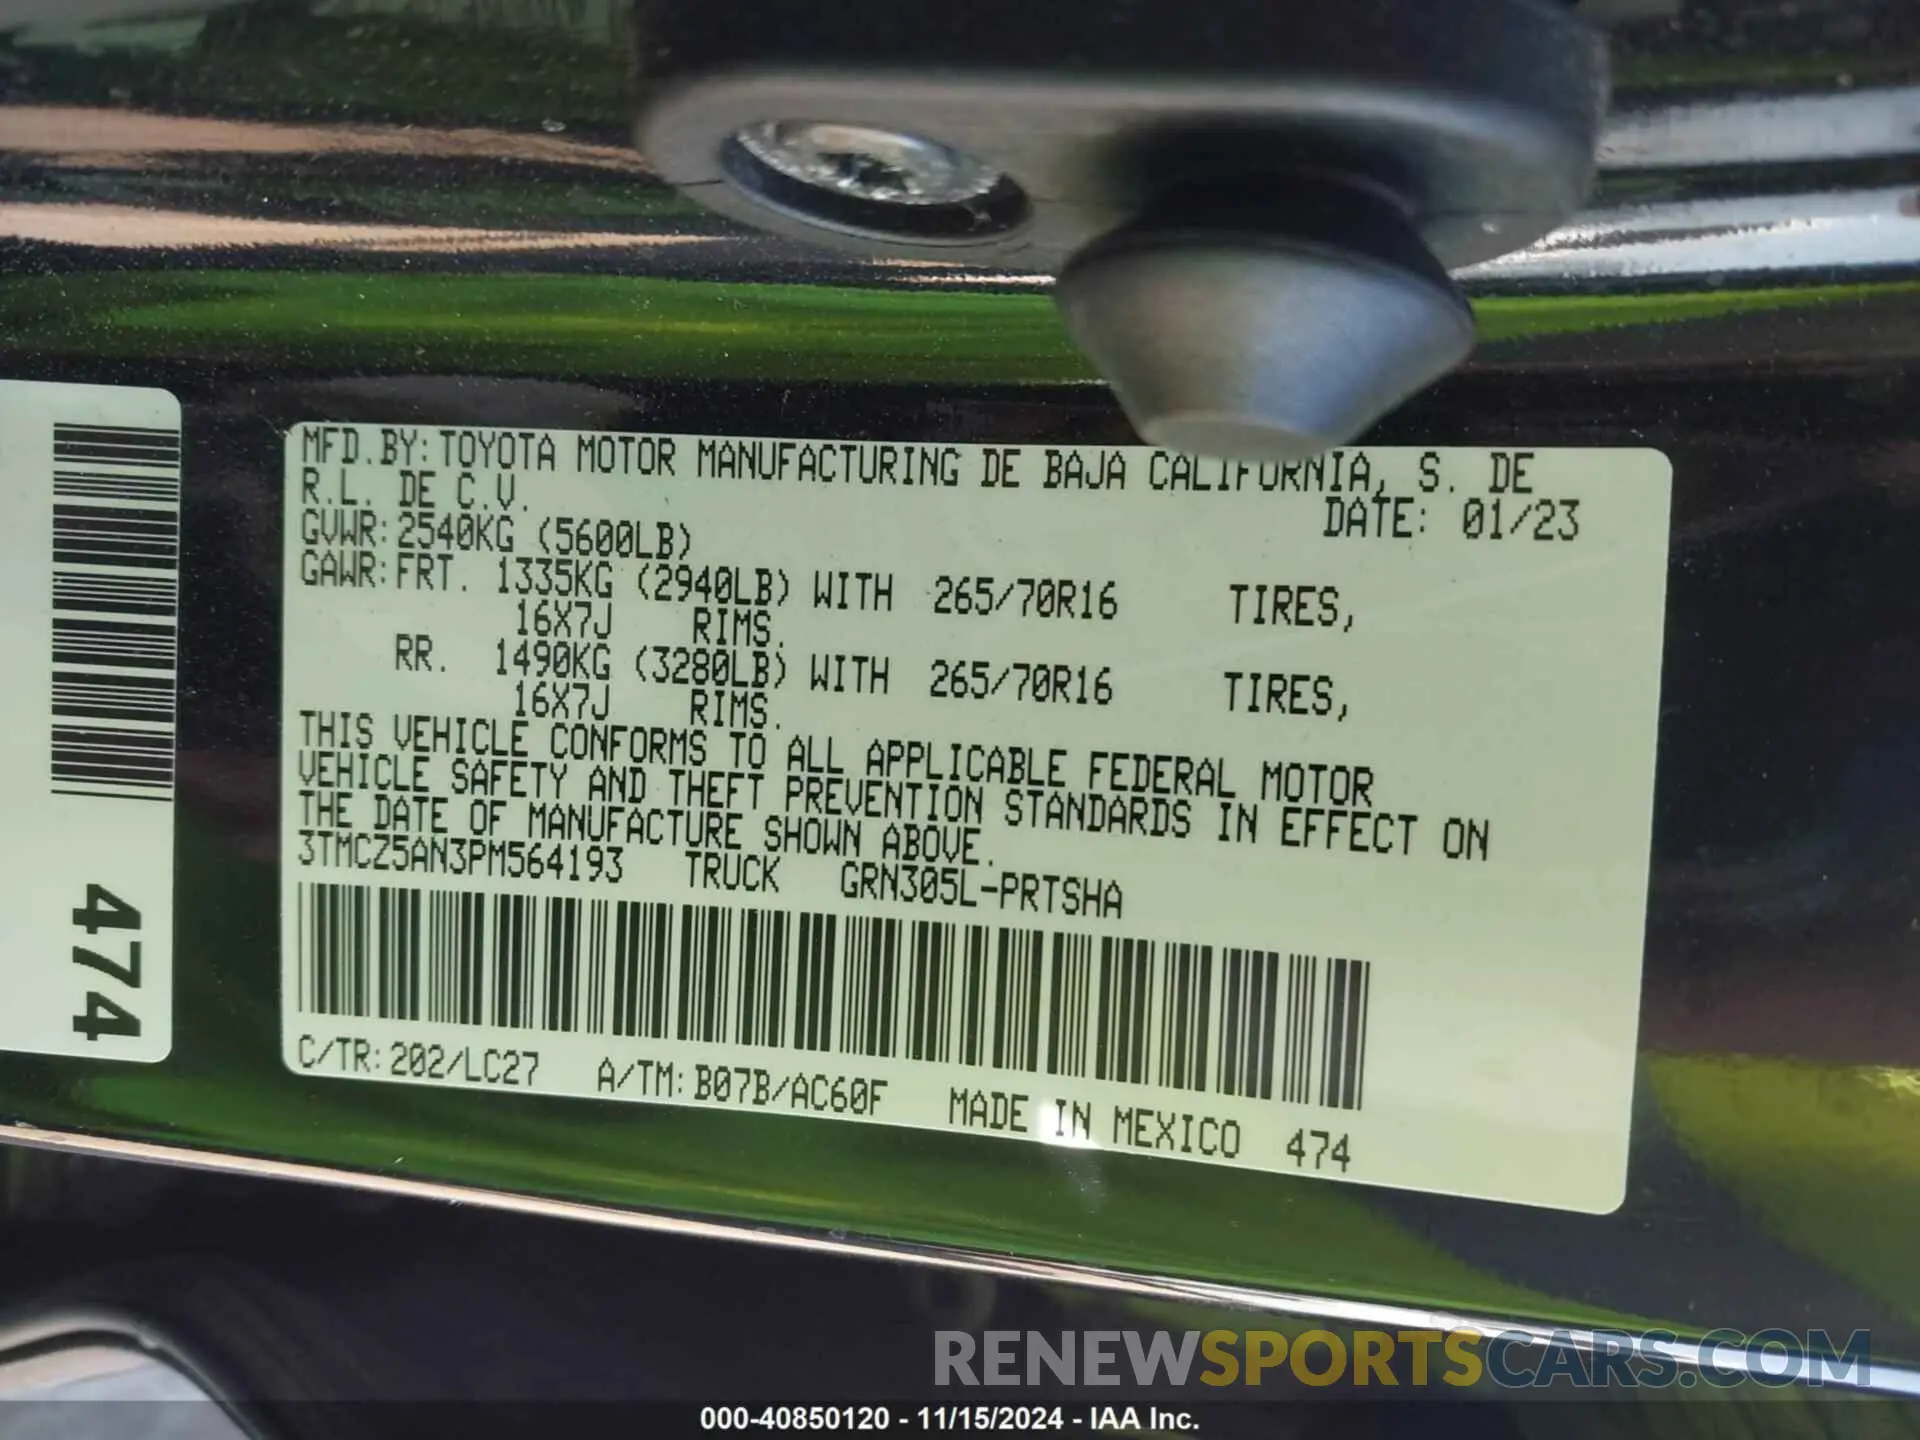 MFD.BY: TOYOTA MOTOR MANUFACTURING DE BAJA CALIFORNIA, S. DE
R.L. DE C.V.
DATE: 01/23
GVWR: 2540KG (5600LB)
GAWR: FRT. 1335KG (2940LB) WITH 265/70R16 TIRES,
16X7J RIMS.
RR. 1490KG (3280LB) WITH 265/70R16 TIRES,
16X7J RIMS.
THIS VEHICLE CONFORMS TO ALL APPLICABLE FEDERAL MOTOR
VEHICLE SAFETY AND THEFT PREVENTION STANDARDS IN EFFECT ON
THE DATE OF MANUFACTURE SHOWN ABOVE.
3TMCZ5AN3PM564193 TRUCK GRN305L-PRTSHA
C/TR: 202/LC27 A/TM: B07B/AC60F MADE IN MEXICO 474
474
RENEWSPORTSCARS.COM
000-40850120 - 11/15/2024 - IAA Inc.